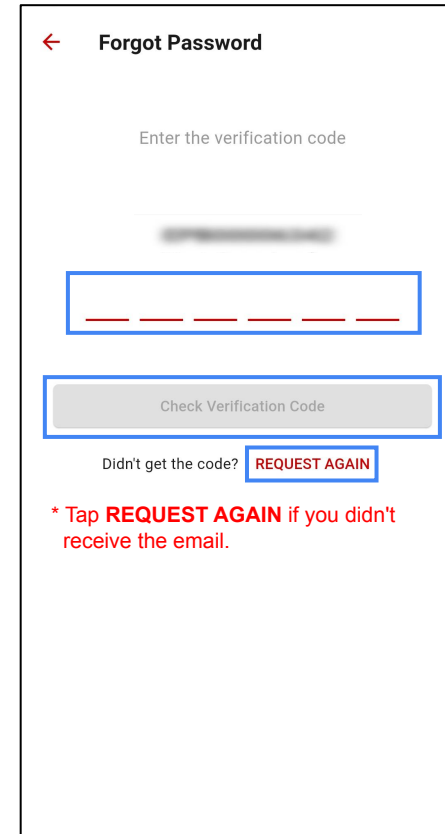 Forgot Password
Enter the verification code
Check Verification Code
Didn't get the code? REQUEST AGAIN
* Tap REQUEST AGAIN if you didn't
receive the email.